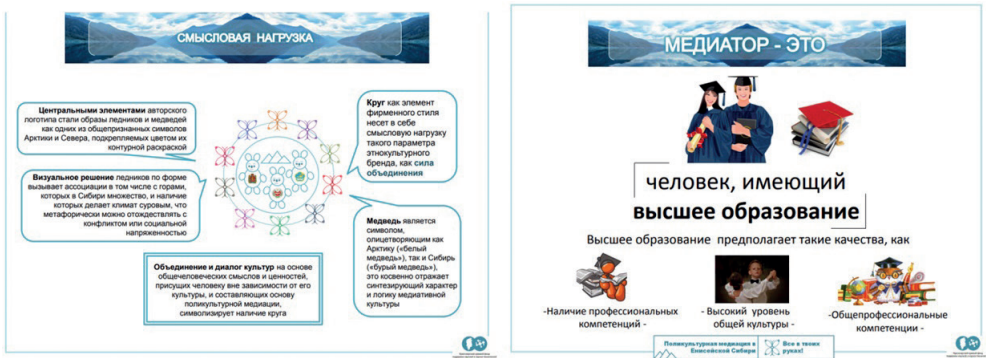 СМЫСЛОВАЯ НАГРУЗКА
Центральными элементами авторского
логотипа стали образы ледников и медведей
как одних из общепризнанных символов
Арктики и Севера, подкрепляемых цветом их
контурной раскраской
Визуальное решение ледников по форме
вызывает ассоциации в том числе с горами,
которых в Сибири множество, и наличие
которых делает климат суровым, что
метафорически можно отождествлять с
конфликтом или социальной
напряженностью
Круг как элемент
фирменного стиля
несет в себе
смысловую нагрузку
такого параметра
этнокультурного
бренда, как сила
объединения
Медведь является
символом,
олицетворяющим как
Арктику («белый
медведь»), так и Сибирь
(«бурый медведь»),
это косвенно отражает
синтезирующий характер
и логику медиативной
культуры
Объединение и диалог культур на основе
общечеловеческих смыслов и ценностей,
присущих человеку вне зависимости от его
культуры, и составляющих основу
поликультурной медиации,
символизирует наличие круга
МЕДИАТОР - ЭТО
человек, имеющий
высшее образование
Высшее образование предполагает такие качества, как
-Наличие профессиональных
компетенций -
- Высокий уровень
общей культуры -
-Общепрофессиональные
компетенции -
Поликультурная медиация в
Енисейской Сибири
Все в твоих
руках!